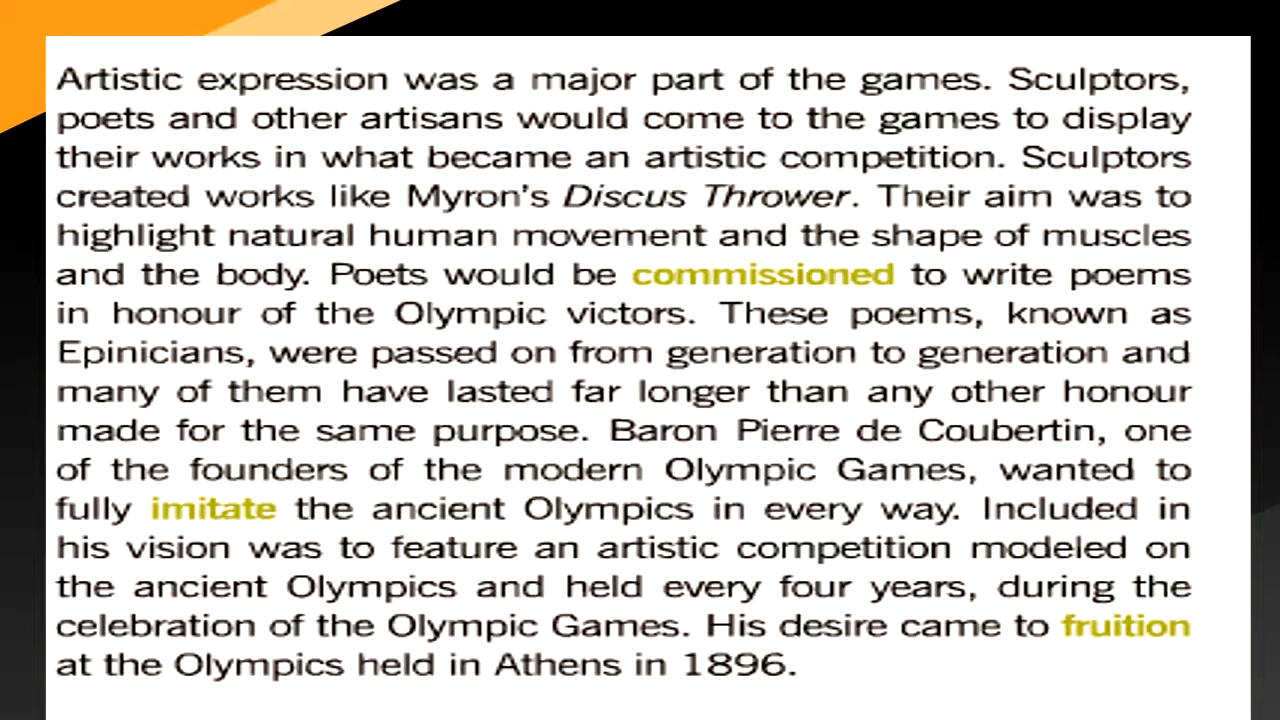 Artistic expression was a major part of the games. Sculptors,
poets and other artisans would come to the games to display
their works in what became an artistic competition. Sculptors
created works like Myron's Discus Thrower. Their aim was to
highlight natural human movement and the shape of muscles
and the body. Poets would be commissioned to write poems
in honour of the Olympic victors. These poems, known as
Epinicians, were passed on from generation to generation and
many of them have lasted far longer than any other honour
made for the same purpose. Baron Pierre de Coubertin, one
of the founders of the modern Olympic Games, wanted to
fully imitate the ancient Olympics in every way. Included in
his vision was to feature an artistic competition modeled on
the ancient Olympics and held every four years, during the
celebration of the Olympic Games. His desire came to fruition
at the Olympics held in Athens in 1896.